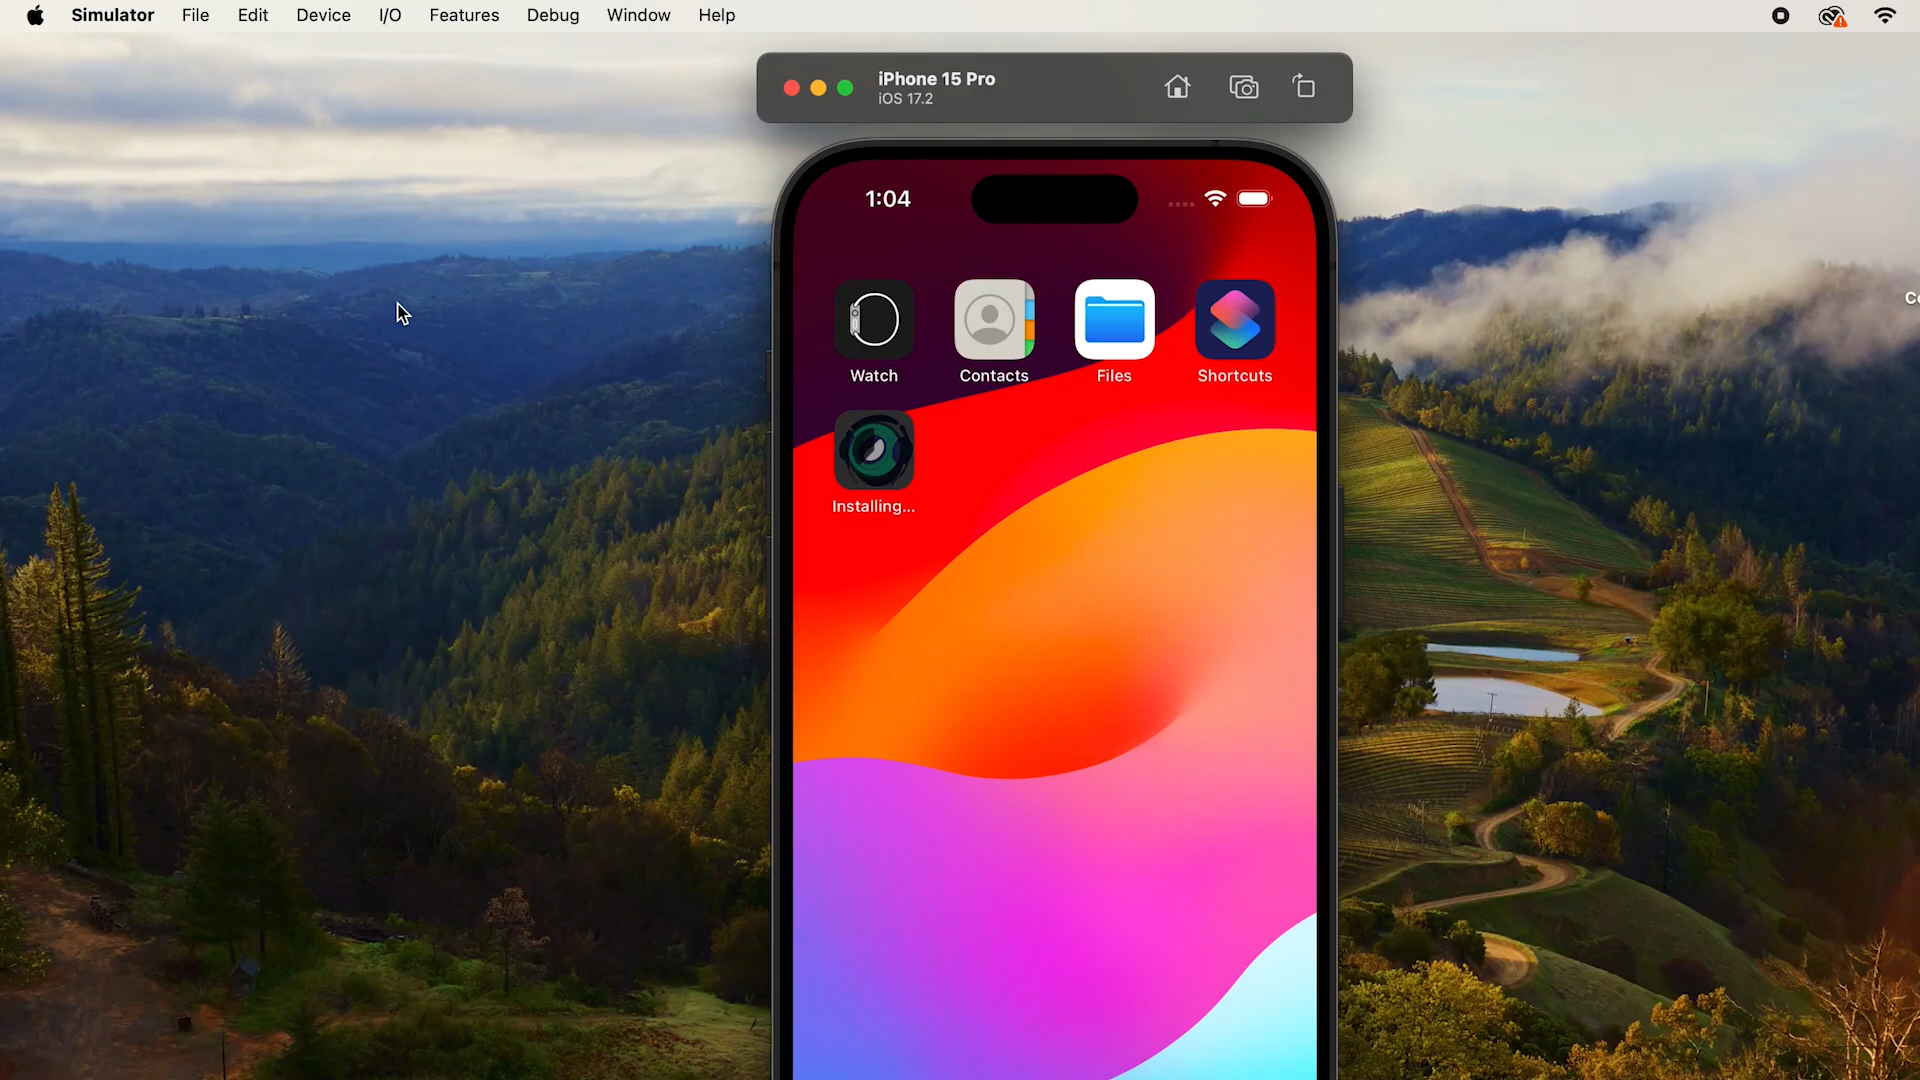 Simulator File Edit Device I/O Features Debug Window Help
iPhone 15 Pro
iOS 17.2
1:04
Watch Contacts Files Shortcuts
Installing...